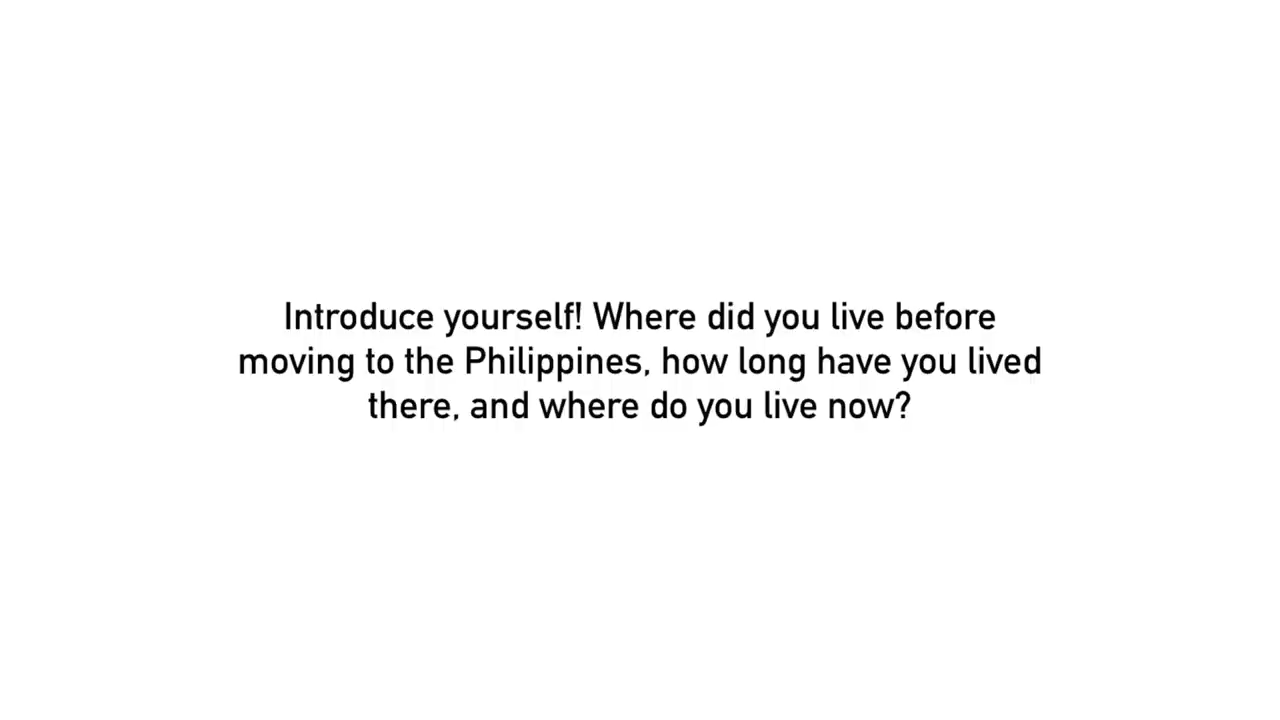 Introduce yourself! Where did you live before
moving to the Philippines, how long have you lived
there, and where do you live now?